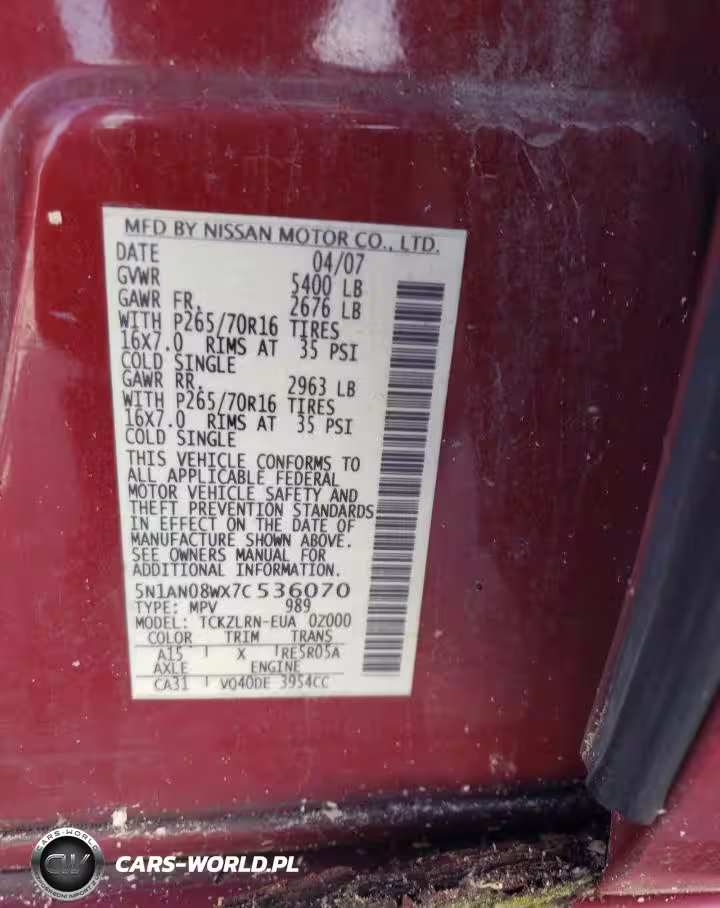 MFD BY NISSAN MOTOR CO., LTD.
DATE 04/07
GVWR 5400 LB
GAWR FR. 2676 LB
WITH P265/70R16 TIRES
16X7.0 RIMS AT 35 PSI
COLD SINGLE
GAWR RR. 2963 LB
WITH P265/70R16 TIRES
16X7.0 RIMS AT 35 PSI
COLD SINGLE
THIS VEHICLE CONFORMS TO
ALL APPLICABLE FEDERAL
MOTOR VEHICLE SAFETY AND
THEFT PREVENTION STANDARDS
IN EFFECT ON THE DATE OF
MANUFACTURE SHOWN ABOVE.
SEE OWNERS MANUAL FOR
ADDITIONAL INFORMATION.
5N1AN08WX7C536070
TYPE: MPV 989
MODEL: TCKZLRN-EUA 0Z000
COLOR TRIM TRANS
A15 X RE5R05A
AXLE ENGINE
CA31 VQ40DE 3954CC
CARS-WORLD
CW
CARS-WORLD.PL